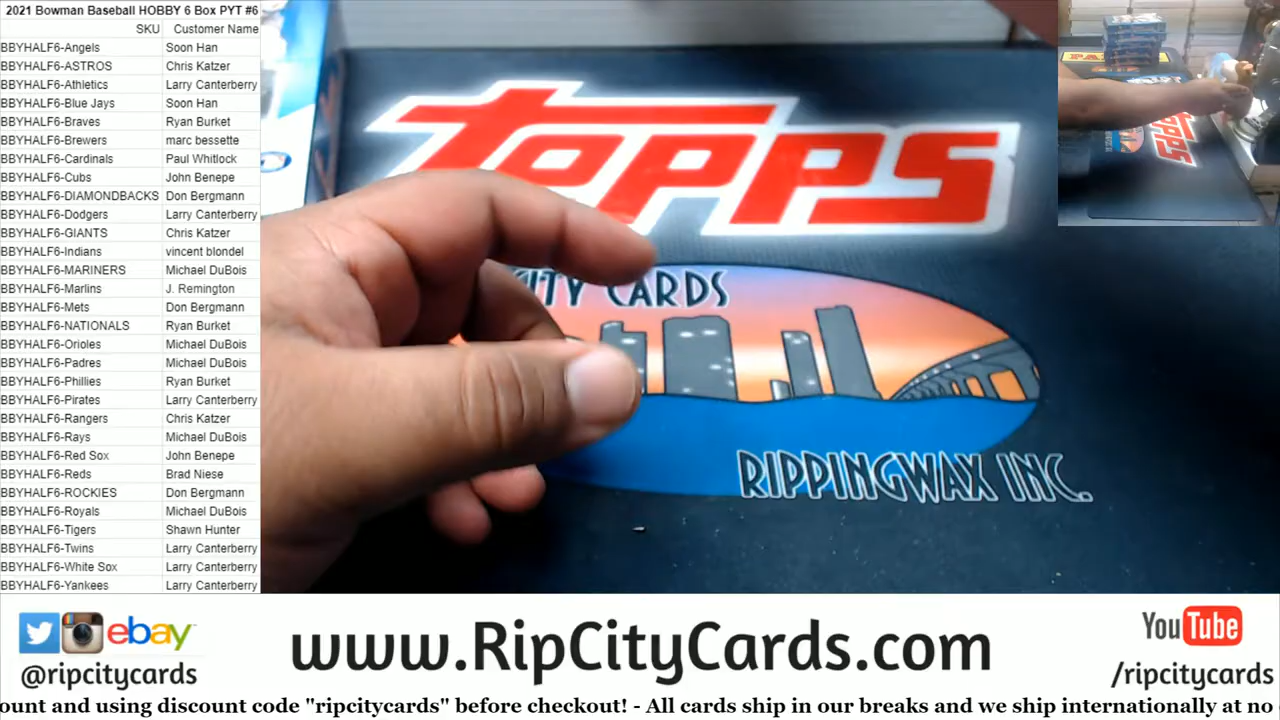 2021 Bowman Baseball HOBBY 6 Box PYT #6
SKU Customer Name
BBYHALF6-Angels Soon Han
BBYHALF6-ASTROS Chris Katzer
BBYHALF6-Athletics Larry Canterberry
BBYHALF6-Blue Jays Soon Han
BBYHALF6-Braves Ryan Burket
BBYHALF6-Brewers marc bessette
BBYHALF6-Cardinals Paul Whitlock
BBYHALF6-Cubs John Benepe
BBYHALF6-DIAMONDBACKS Don Bergmann
BBYHALF6-Dodgers Larry Canterberry
BBYHALF6-GIANTS Chris Katzer
BBYHALF6-Indians vincent blondel
BBYHALF6-MARINERS Michael DuBois
BBYHALF6-Marlins J. Remington
BBYHALF6-Mets Don Bergmann
BBYHALF6-NATIONALS Ryan Burket
BBYHALF6-Orioles Michael DuBois
BBYHALF6-Padres Michael DuBois
BBYHALF6-Phillies Ryan Burket
BBYHALF6-Pirates Larry Canterberry
BBYHALF6-Rangers Chris Katzer
BBYHALF6-Rays Michael DuBois
BBYHALF6-Red Sox John Benepe
BBYHALF6-Reds Brad Niese
BBYHALF6-ROCKIES Don Bergmann
BBYHALF6-Royals Michael DuBois
BBYHALF6-Tigers Shawn Hunter
BBYHALF6-Twins Larry Canterberry
BBYHALF6-White Sox Larry Canterberry
BBYHALF6-Yankees Larry Canterberry
TOPPS
CITY CARDS
RIPPINGWAX INC.
TOPPS
ebay
@ripcitycards
www.RipCityCards.com
YouTube
/ripcitycards
ount and using discount code "ripcitycards" before checkout! - All cards ship in our breaks and we ship internationally at no